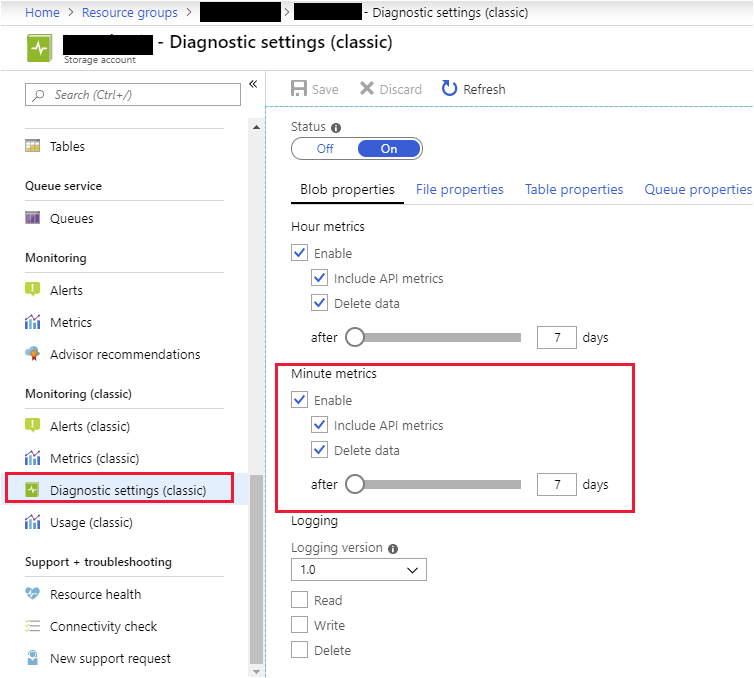 Home > Resource groups > > - Diagnostic settings (classic)
- Diagnostic settings (classic)
Storage account
Search (Ctrl+/)
«
Tables
Queue service
Queues
Monitoring
Alerts
Metrics
Advisor recommendations
Monitoring (classic)
Alerts (classic)
Metrics (classic)
Diagnostic settings (classic)
Usage (classic)
Support + troubleshooting
Resource health
Connectivity check
New support request
Save Discard Refresh
Status
Off On
Blob properties File properties Table properties Queue properties
Hour metrics
Enable
Include API metrics
Delete data
after 7 days
Minute metrics
Enable
Include API metrics
Delete data
after 7 days
Logging
Logging version
1.0
Read
Write
Delete